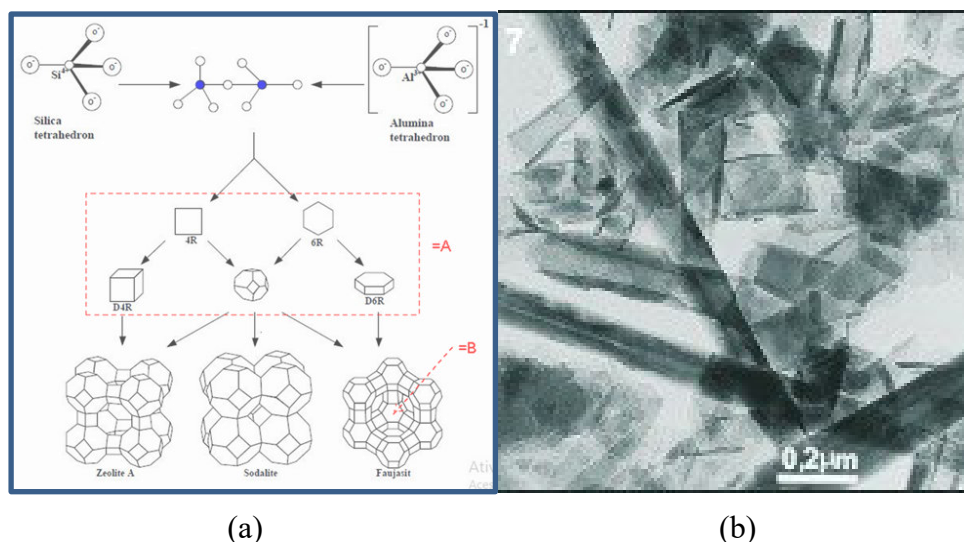 Si⁴⁺
O⁻
O⁻
O⁻
O⁻
Silica
tetrahedron
-1
Al³⁺
O⁻
O⁻
O⁻
O⁻
Alumina
tetrahedron
4R
6R
=A
D4R
D6R
=B
Zeolite A
Sodalite
Faujasit
7
0,2µm
(a)
(b)